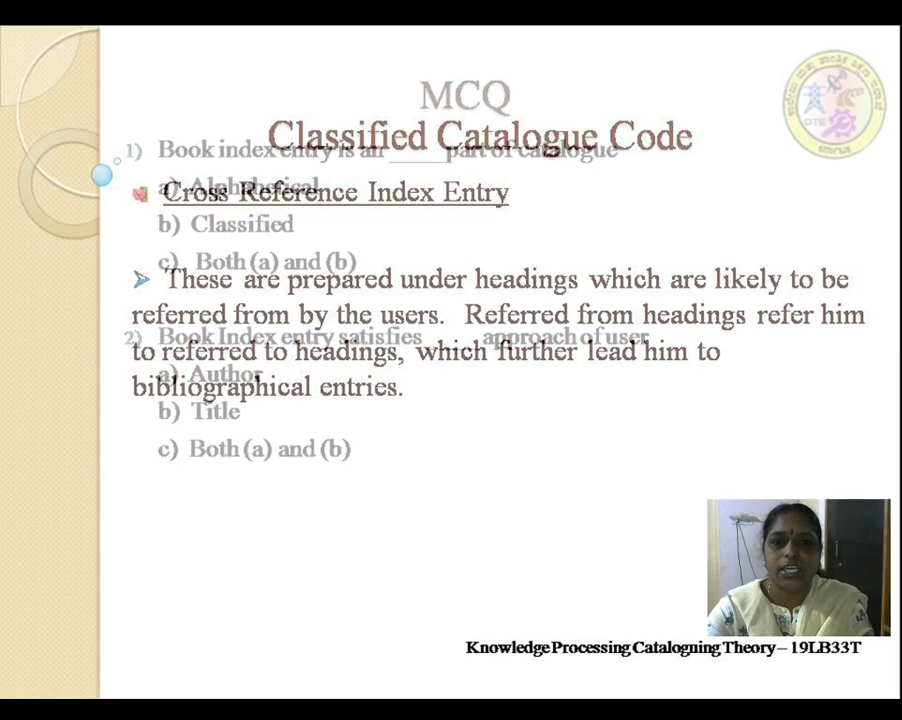 MCQ
Classified Catalogue Code
1) Book index entry is an _____ part of catalogue
a) Alphabetical
Cross Reference Index Entry
b) Classified
c) Both (a) and (b)
These are prepared under headings which are likely to be
referred from by the users. Referred from headings refer him
2) Book Index entry satisfies approach of user
to referred to headings, which further lead him to
a) Author
bibliographical entries.
b) Title
c) Both (a) and (b)
DTE
Knowledge Processing Cataloguing Theory – 19LB33T